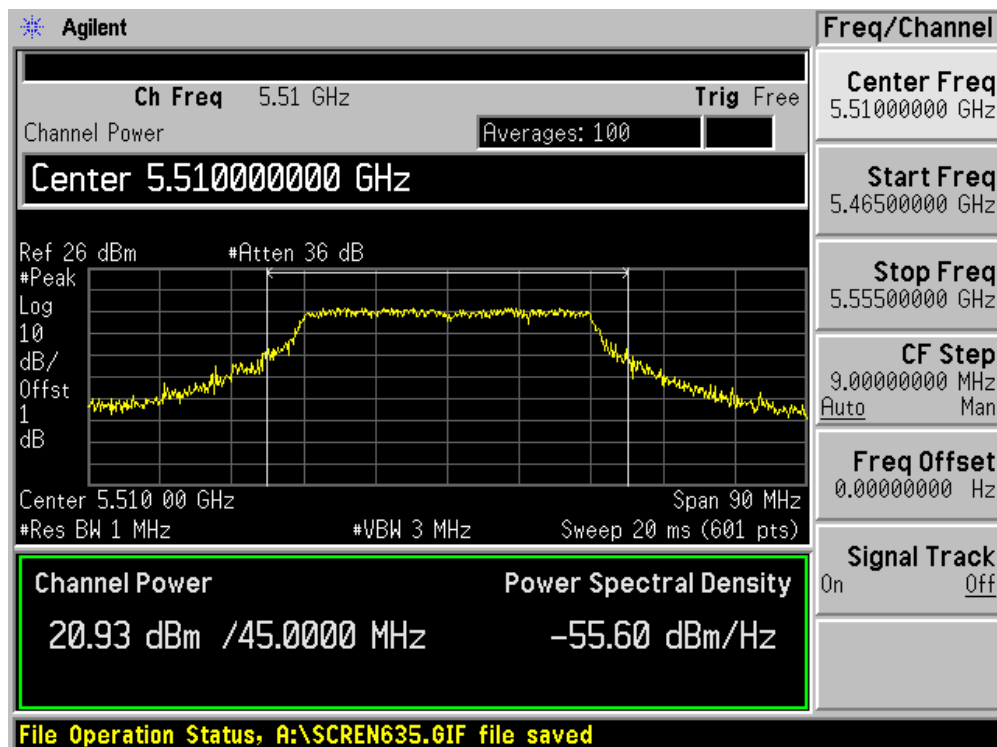 Agilent
Freq/Channel
Ch Freq 5.51 GHz Trig Free
Channel Power Averages: 100
Center 5.510000000 GHz
Ref 26 dBm #Atten 36 dB
#Peak
Log
10
dB/
Offst
1
dB
Center 5.510 00 GHz Span 90 MHz
#Res BW 1 MHz #VBW 3 MHz Sweep 20 ms (601 pts)
Channel Power Power Spectral Density
20.93 dBm /45.0000 MHz -55.60 dBm/Hz
File Operation Status, A:\SCREN635.GIF file saved
Center Freq
5.51000000 GHz
Start Freq
5.46500000 GHz
Stop Freq
5.55500000 GHz
CF Step
9.00000000 MHz
Auto Man
Freq Offset
0.00000000 Hz
Signal Track
On Off